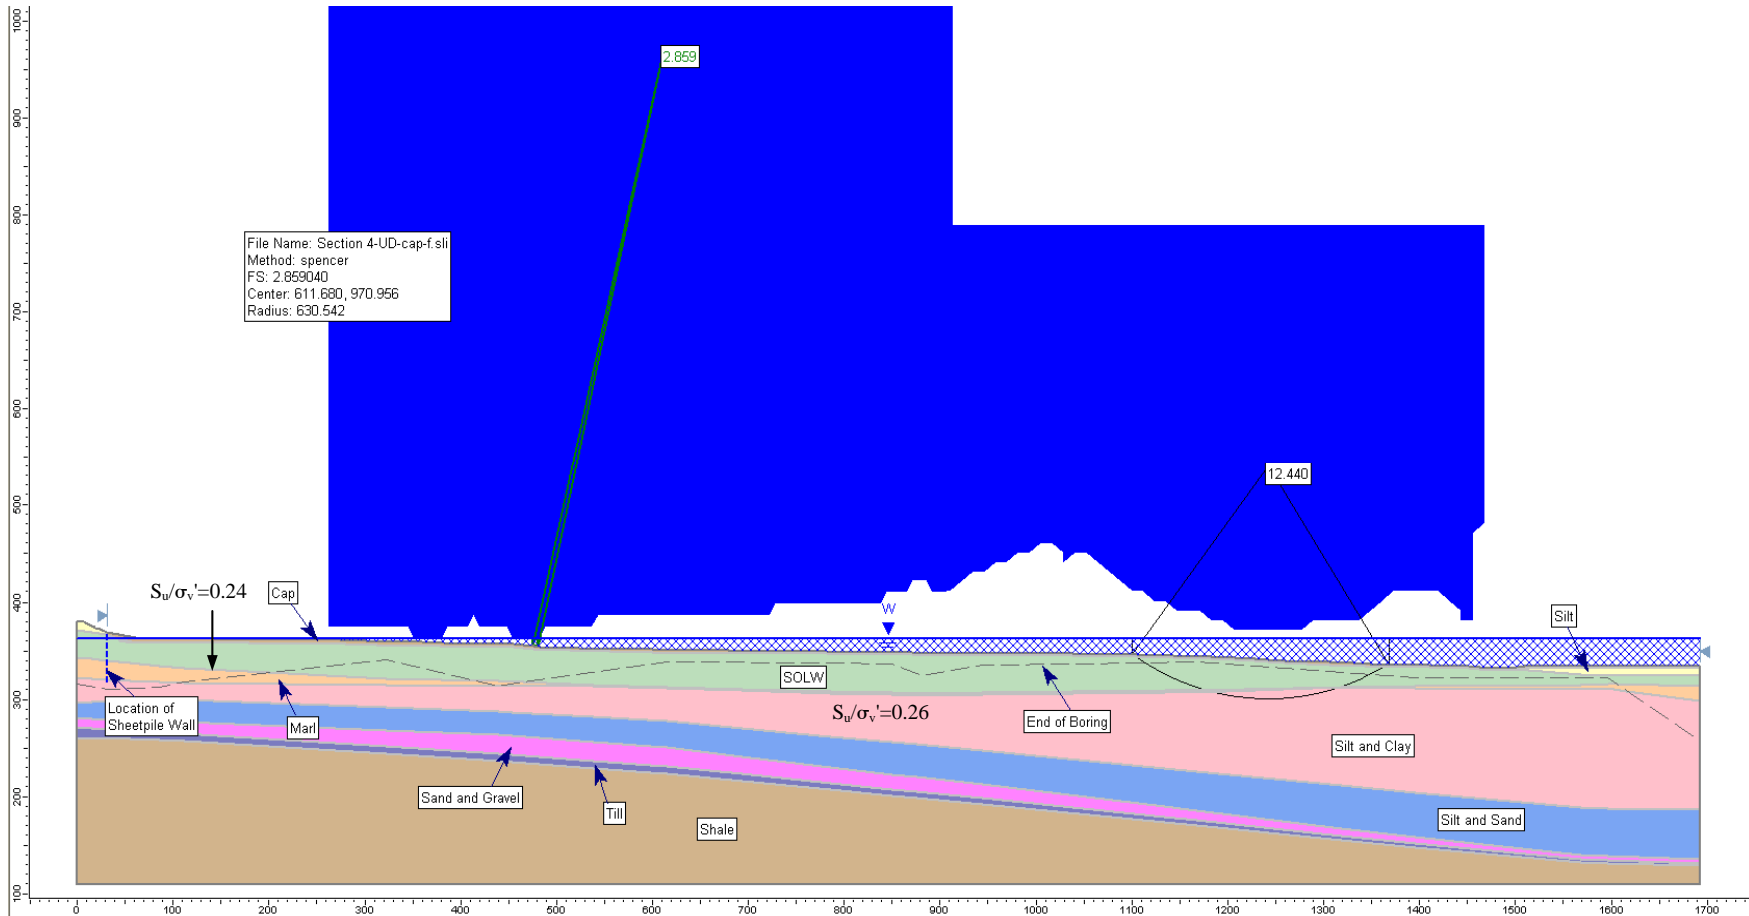 1000
900
800
700
600
500
400
300
200
100
2.859
File Name: Section 4-UD-cap-f.sli
Method: spencer
FS: 2.859040
Center: 611.680, 970.956
Radius: 630.542
12.440
Su/σv'=0.24
Cap
W
Silt
Location of
Sheetpile Wall
Marl
SOLW
Su/σv'=0.26
End of Boring
Silt and Clay
Sand and Gravel
Till
Shale
Silt and Sand
0 100 200 300 400 500 600 700 800 900 1000 1100 1200 1300 1400 1500 1600 1700